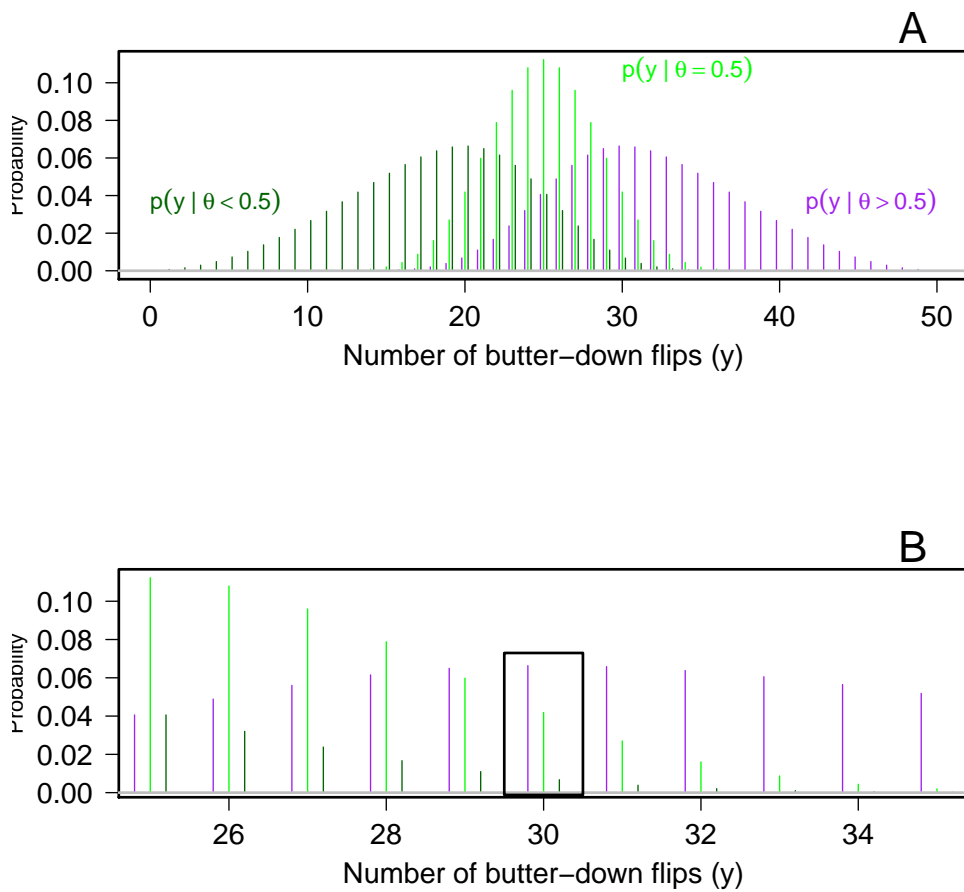 A
p(y | θ = 0.5)
p(y | θ < 0.5)
p(y | θ > 0.5)
Probability
0.10
0.08
0.06
0.04
0.02
0.00
0 10 20 30 40 50
Number of butter−down flips (y)
B
Probability
0.10
0.08
0.06
0.04
0.02
0.00
26 28 30 32 34
Number of butter−down flips (y)